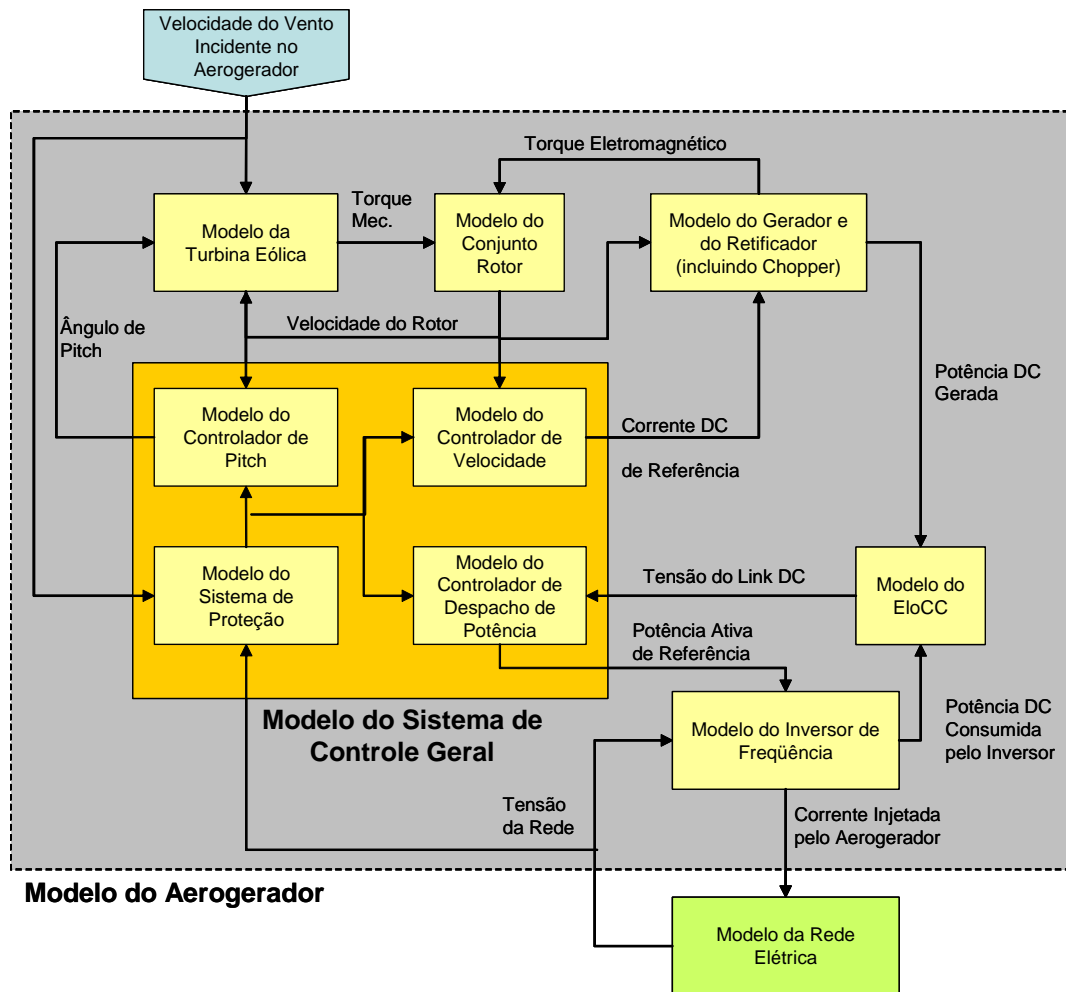 Velocidade do Vento
Incidente no
Aerogerador
Torque Eletromagnético
Torque
Mec.
Modelo da
Turbina Eólica
Modelo do
Conjunto
Rotor
Modelo do Gerador e
do Retificador
(incluindo Chopper)
Ângulo de
Pitch
Velocidade do Rotor
Potência DC
Gerada
Modelo do
Controlador de
Pitch
Modelo do
Controlador de
Velocidade
Corrente DC
de Referência
Modelo do
Sistema de
Proteção
Modelo do
Controlador de
Despacho de
Potência
Tensão do Link DC
Modelo do
EloCC
Potência Ativa
de Referência
Modelo do Sistema de
Controle Geral
Modelo do Inversor de
Freqüência
Potência DC
Consumida
pelo Inversor
Tensão
da Rede
Corrente Injetada
pelo Aerogerador
Modelo do Aerogerador
Modelo da Rede
Elétrica